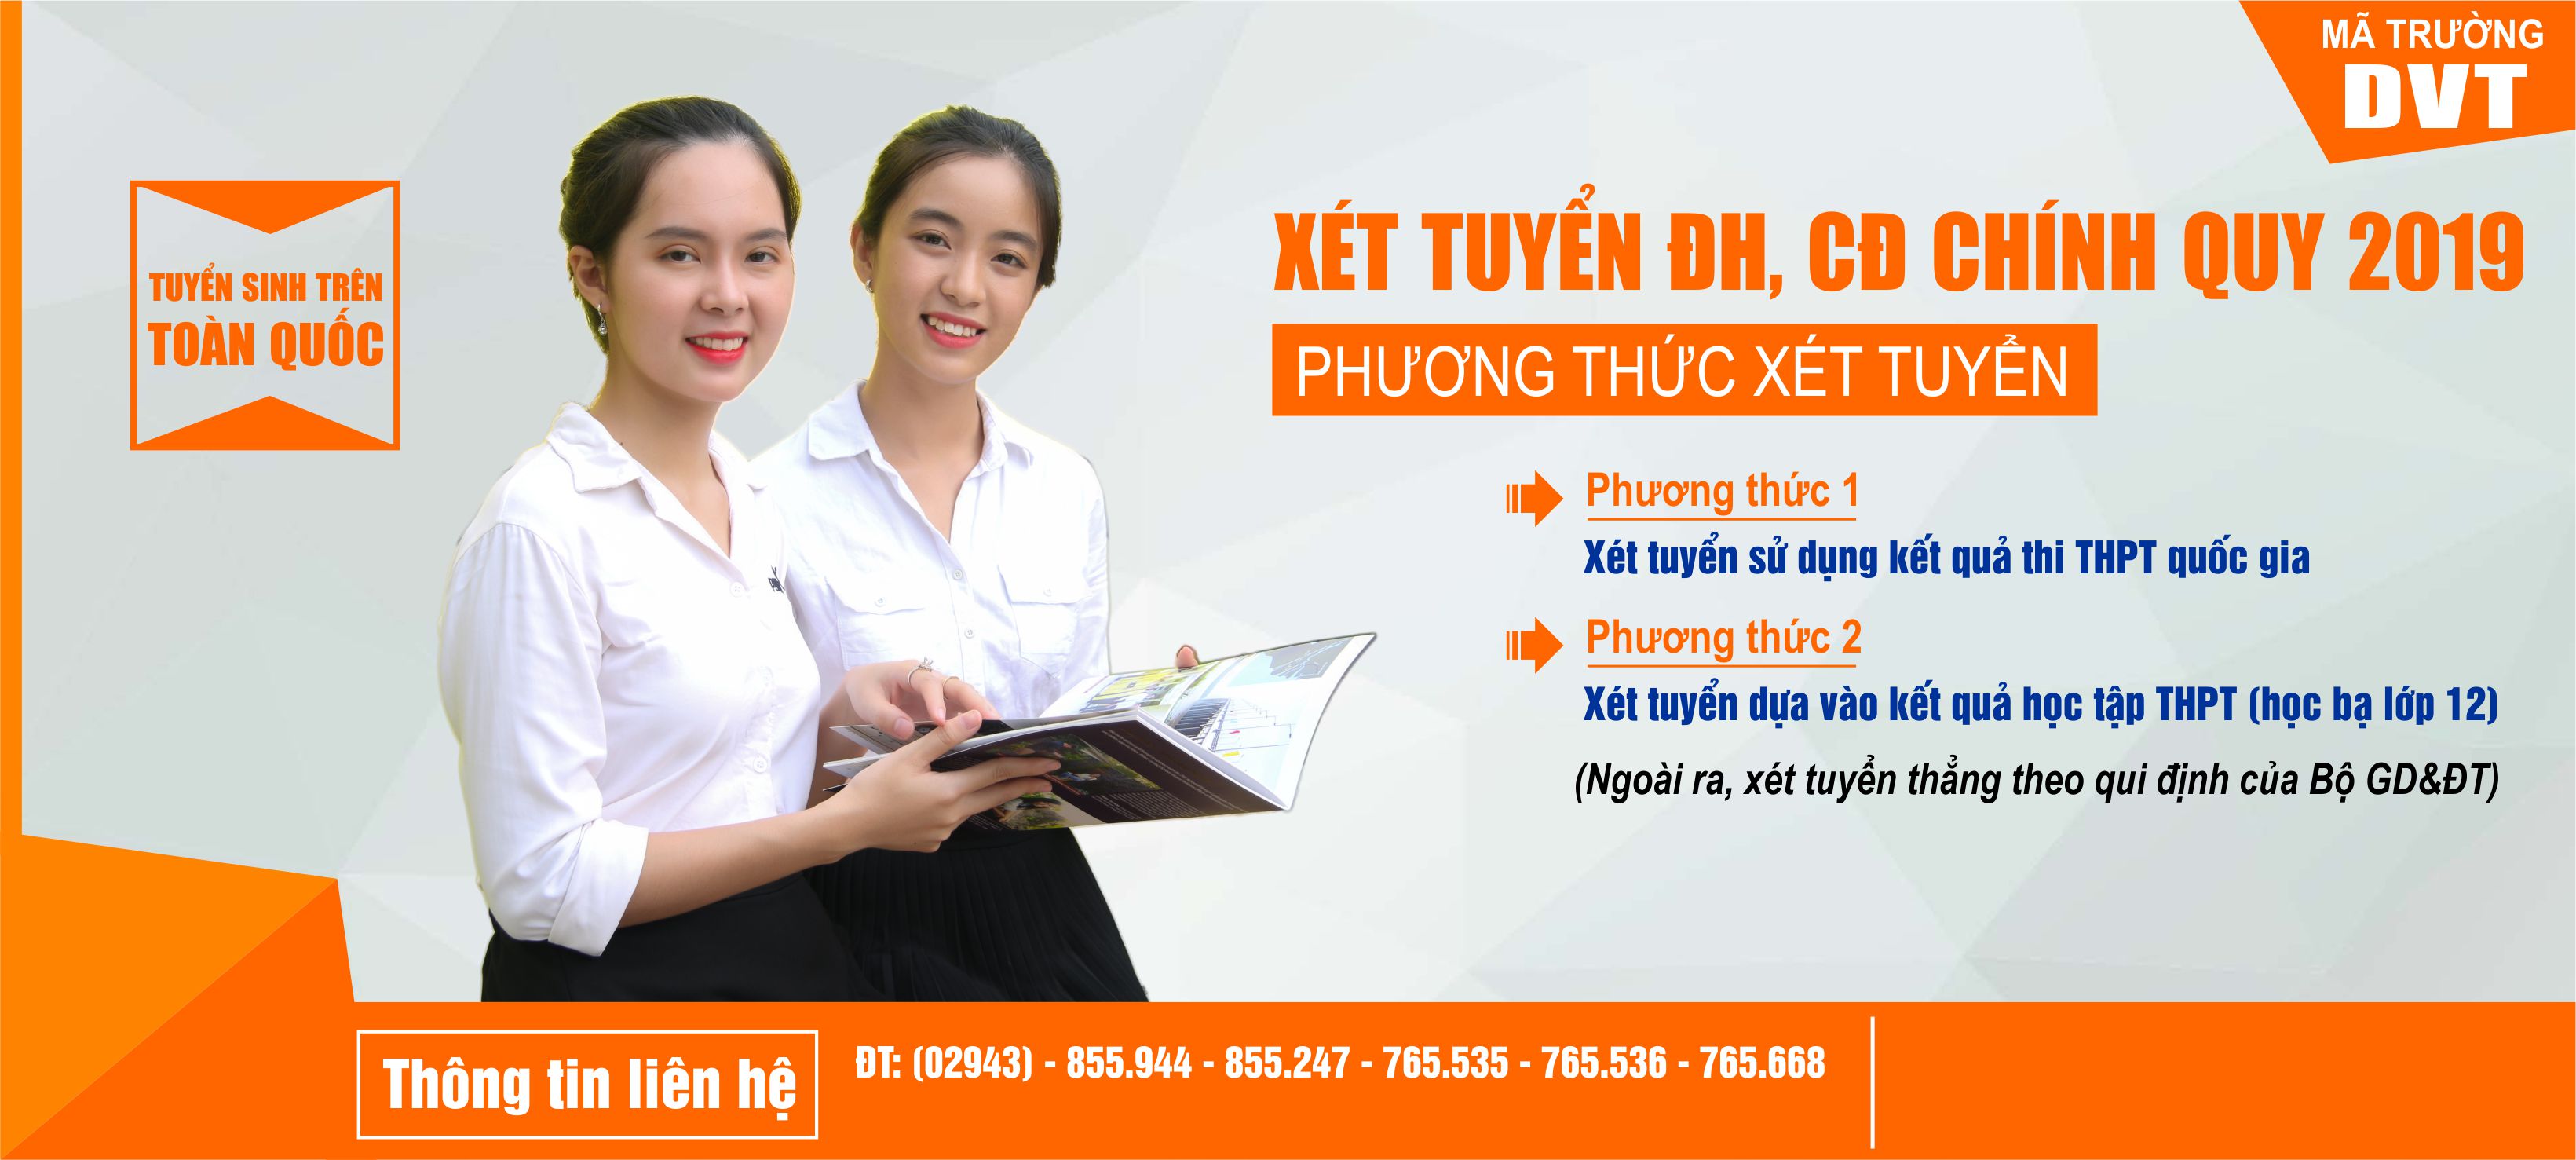 MÃ TRƯỜNG
DVT
TUYỂN SINH TRÊN
TOÀN QUỐC
XÉT TUYỂN ĐH, CĐ CHÍNH QUY 2019
PHƯƠNG THỨC XÉT TUYỂN
Phương thức 1
Xét tuyển sử dụng kết quả thi THPT quốc gia
Phương thức 2
Xét tuyển dựa vào kết quả học tập THPT (học bạ lớp 12)
(Ngoài ra, xét tuyển thẳng theo qui định của Bộ GD&ĐT)
Thông tin liên hệ
ĐT: (02943) - 855.944 - 855.247 - 765.535 - 765.536 - 765.668